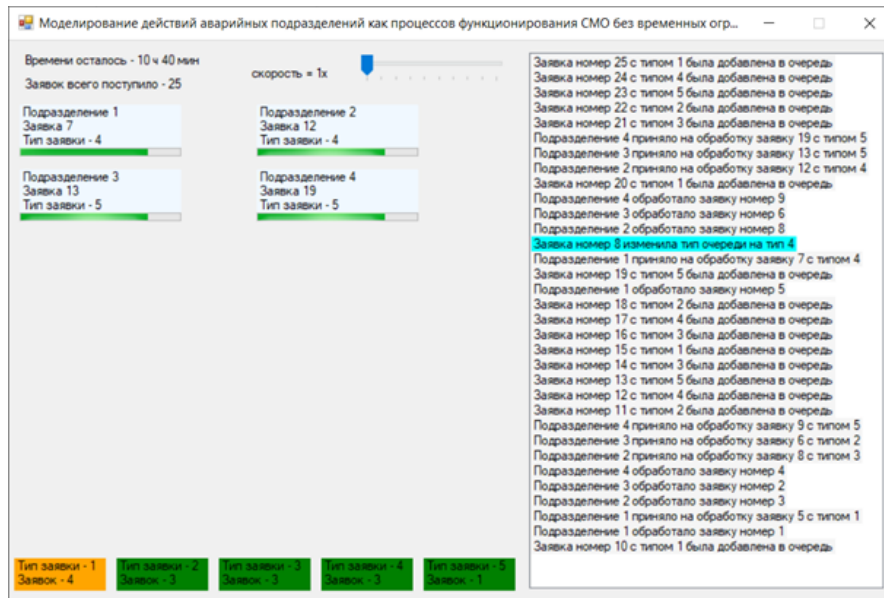 Моделирование действий аварийных подразделений как процессов функционирования СМО без временных огр...
Времени осталось - 10 ч 40 мин
Заявок всего поступило - 25
скорость = 1x
Подразделение 1
Заявка 7
Тип заявки - 4
Подразделение 2
Заявка 12
Тип заявки - 4
Подразделение 3
Заявка 13
Тип заявки - 5
Подразделение 4
Заявка 19
Тип заявки - 5
Заявка номер 25 с типом 1 была добавлена в очередь
Заявка номер 24 с типом 4 была добавлена в очередь
Заявка номер 23 с типом 5 была добавлена в очередь
Заявка номер 22 с типом 2 была добавлена в очередь
Заявка номер 21 с типом 3 была добавлена в очередь
Подразделение 4 приняло на обработку заявку 19 с типом 5
Подразделение 3 приняло на обработку заявку 13 с типом 5
Подразделение 2 приняло на обработку заявку 12 с типом 4
Заявка номер 20 с типом 1 была добавлена в очередь
Подразделение 4 обработало заявку номер 9
Подразделение 3 обработало заявку номер 6
Подразделение 2 обработало заявку номер 8
Заявка номер 8 изменила тип очереди на тип 4
Подразделение 1 приняло на обработку заявку 7 с типом 4
Заявка номер 19 с типом 5 была добавлена в очередь
Подразделение 1 обработало заявку номер 5
Заявка номер 18 с типом 2 была добавлена в очередь
Заявка номер 17 с типом 4 была добавлена в очередь
Заявка номер 16 с типом 3 была добавлена в очередь
Заявка номер 15 с типом 1 была добавлена в очередь
Заявка номер 14 с типом 3 была добавлена в очередь
Заявка номер 13 с типом 5 была добавлена в очередь
Заявка номер 12 с типом 4 была добавлена в очередь
Заявка номер 11 с типом 2 была добавлена в очередь
Подразделение 4 приняло на обработку заявку 9 с типом 5
Подразделение 3 приняло на обработку заявку 6 с типом 2
Подразделение 2 приняло на обработку заявку 8 с типом 3
Подразделение 4 обработало заявку номер 4
Подразделение 3 обработало заявку номер 2
Подразделение 2 обработало заявку номер 3
Подразделение 1 приняло на обработку заявку 5 с типом 1
Подразделение 1 обработало заявку номер 1
Заявка номер 10 с типом 1 была добавлена в очередь
Тип заявки - 1
Заявок - 4
Тип заявки - 2
Заявок - 3
Тип заявки - 3
Заявок - 3
Тип заявки - 4
Заявок - 3
Тип заявки - 5
Заявок - 1